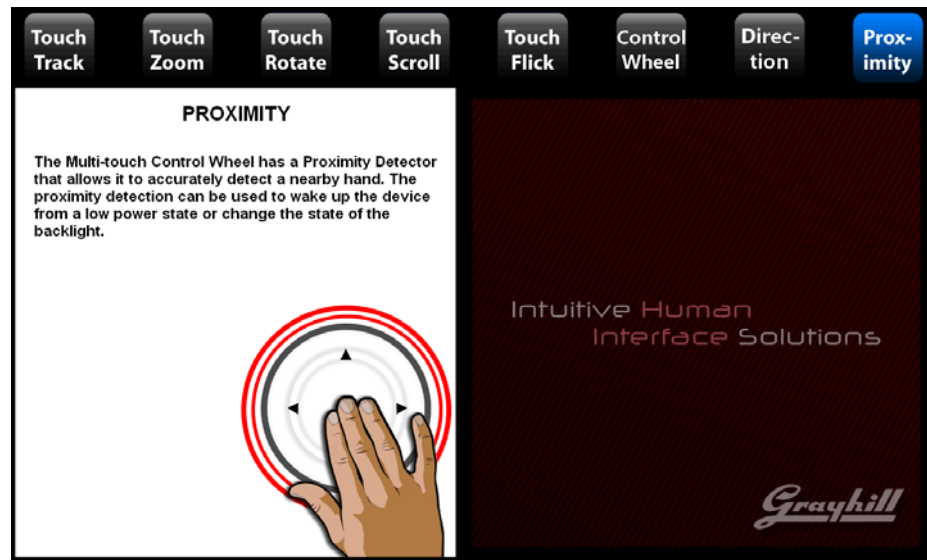 Touch
Track
Touch
Zoom
Touch
Rotate
Touch
Scroll
Touch
Flick
Control
Wheel
Direc-
tion
Prox-
imity
PROXIMITY
The Multi-touch Control Wheel has a Proximity Detector
that allows it to accurately detect a nearby hand. The
proximity detection can be used to wake up the device
from a low power state or change the state of the
backlight.
Intuitive Human
Interface Solutions
Grayhill